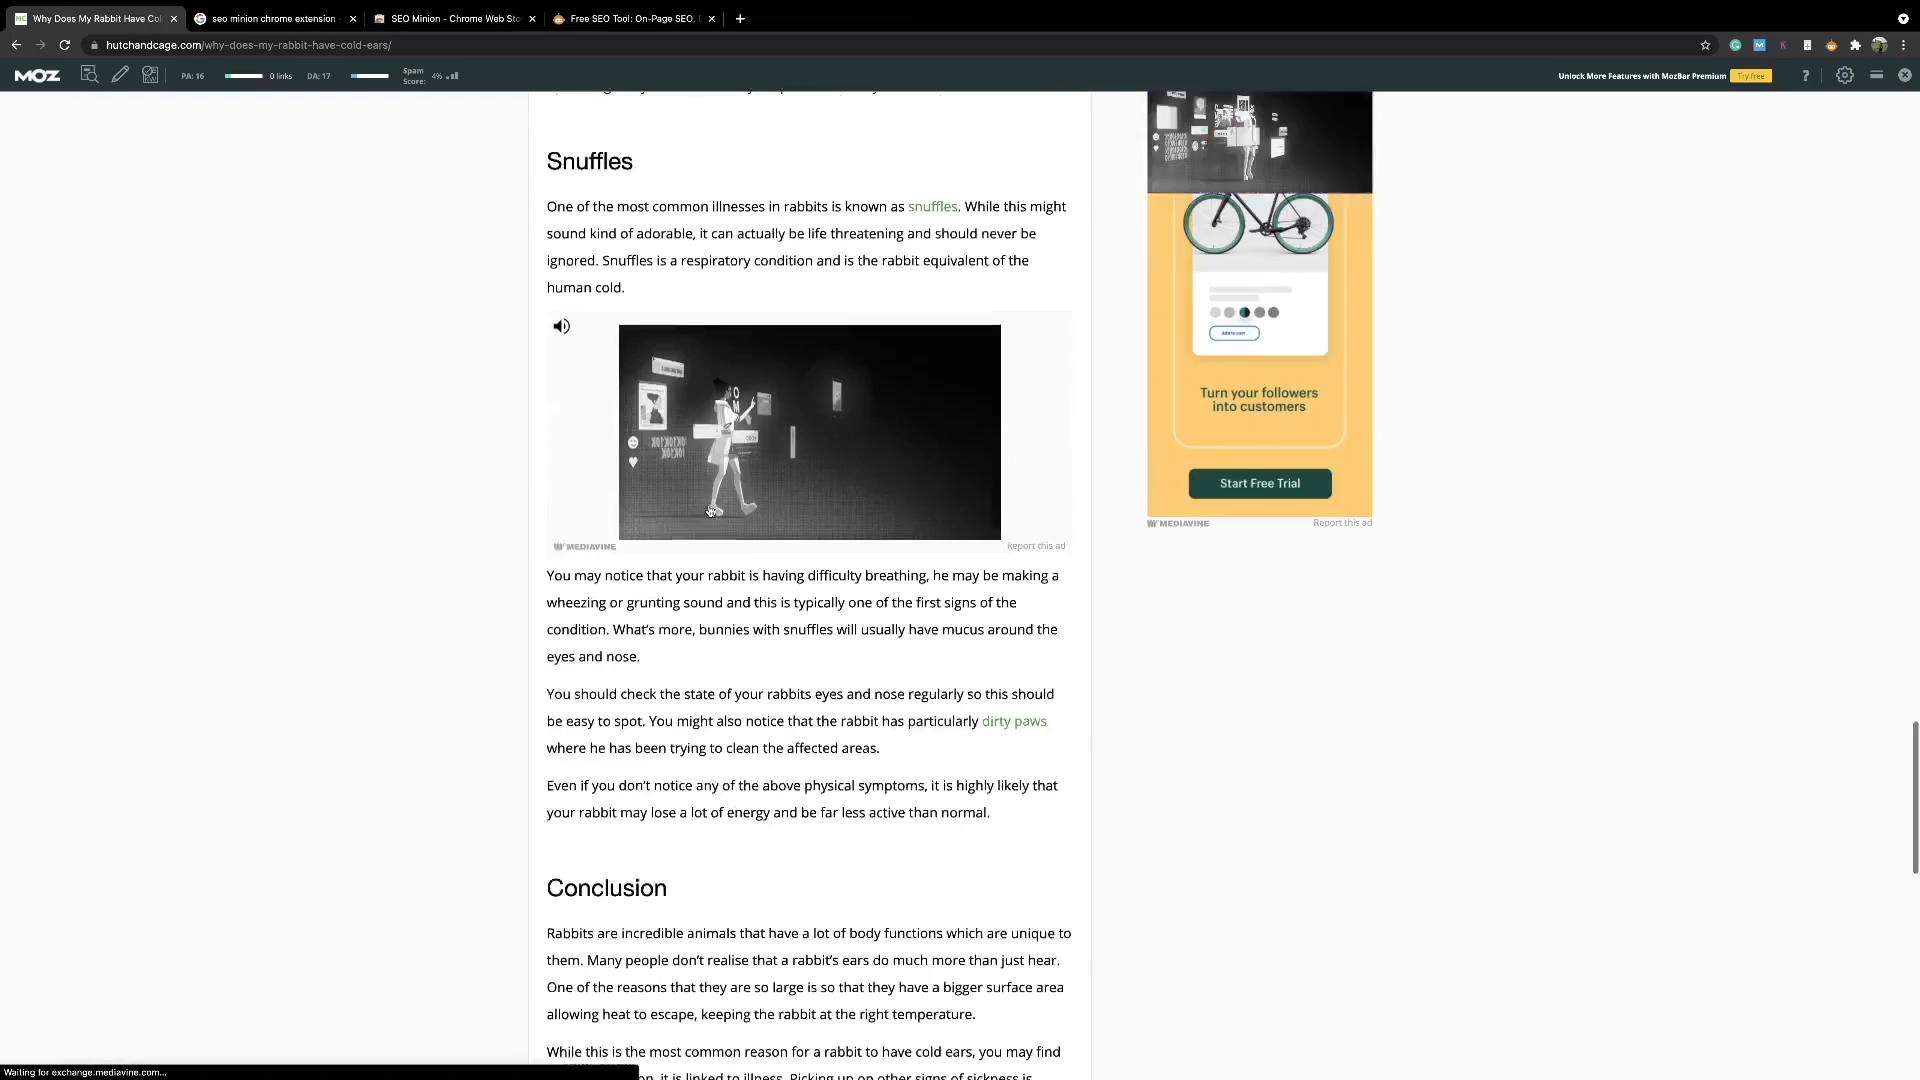 Why Does My Rabbit Have Col
seo minion chrome extension -
SEO Minion - Chrome Web Sto
Free SEO Tool: On-Page SEO,
hutchandcage.com/why-does-my-rabbit-have-cold-ears/
MOZ
PA: 16
0 links
DA: 17
Spam Score: 4%
Unlock More Features with MozBar Premium
Try free
?
Snuffles
One of the most common illnesses in rabbits is known as snuffles. While this might
sound kind of adorable, it can actually be life threatening and should never be
ignored. Snuffles is a respiratory condition and is the rabbit equivalent of the
human cold.
MEDIAVINE
Report this ad
You may notice that your rabbit is having difficulty breathing, he may be making a
wheezing or grunting sound and this is typically one of the first signs of the
condition. What's more, bunnies with snuffles will usually have mucus around the
eyes and nose.
You should check the state of your rabbits eyes and nose regularly so this should
be easy to spot. You might also notice that the rabbit has particularly dirty paws
where he has been trying to clean the affected areas.
Even if you don't notice any of the above physical symptoms, it is highly likely that
your rabbit may lose a lot of energy and be far less active than normal.
Conclusion
Rabbits are incredible animals that have a lot of body functions which are unique to
them. Many people don't realise that a rabbit's ears do much more than just hear.
One of the reasons that they are so large is so that they have a bigger surface area
allowing heat to escape, keeping the rabbit at the right temperature.
While this is the most common reason for a rabbit to have cold ears, you may find
it is linked to illness. Picking up on other signs of sickness is
Add to cart
Turn your followers
into customers
Start Free Trial
MEDIAVINE
Report this ad
Waiting for exchange.mediavine.com...